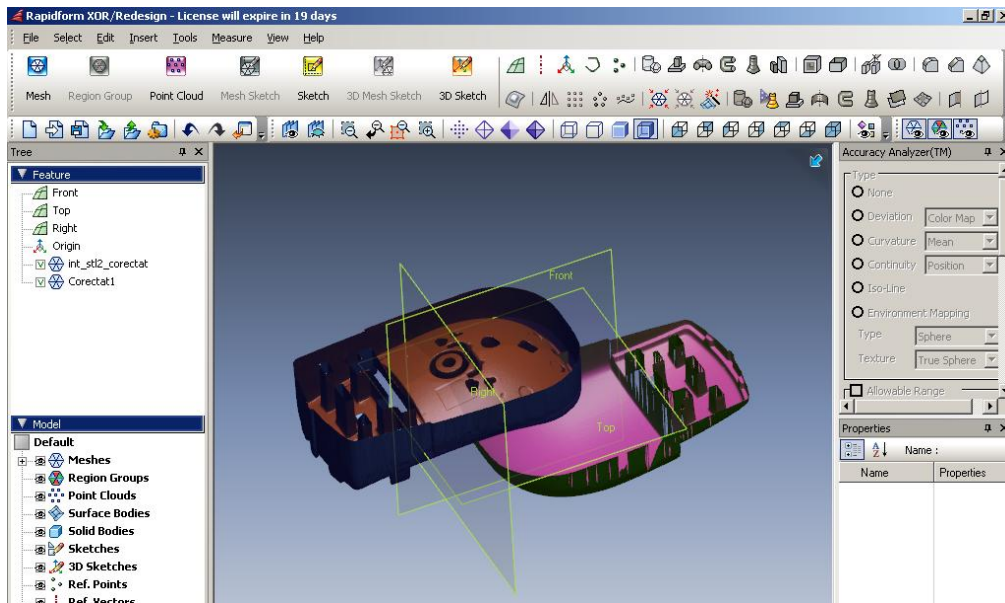 Rapidform XOR/Redesign - License will expire in 19 days
File Select Edit Insert Tools Measure View Help
Mesh Region Group Point Cloud Mesh Sketch Sketch 3D Mesh Sketch 3D Sketch
Tree
Feature
Front
Top
Right
Origin
int_stl2_corectat
Corectat1
Model
Default
Meshes
Region Groups
Point Clouds
Surface Bodies
Solid Bodies
Sketches
3D Sketches
Ref. Points
Ref. Vectors
Front
Right
Top
Accuracy Analyzer(TM)
Type
None
Deviation Color Map
Curvature Mean
Continuity Position
Iso-Line
Environment Mapping
Type Sphere
Texture True Sphere
Allowable Range
Properties
Name :
Name Properties